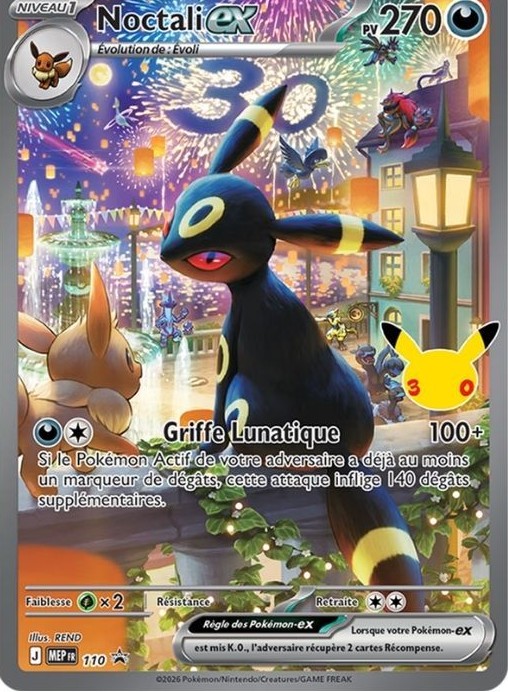 NIVEAU 1
Noctali ex
PV 270
Évolution de : Évoli
30
30
Griffe Lunatique 100+
Si le Pokémon Actif de votre adversaire a déjà au moins
un marqueur de dégâts, cette attaque inflige 140 dégâts
supplémentaires.
Faiblesse ×2 Résistance Retraite
Règle des Pokémon-ex Lorsque votre Pokémon-ex
est mis K.O., l'adversaire récupère 2 cartes Récompense.
Illus. REND
J MEP FR 110
©2026 Pokémon/Nintendo/Creatures/GAME FREAK